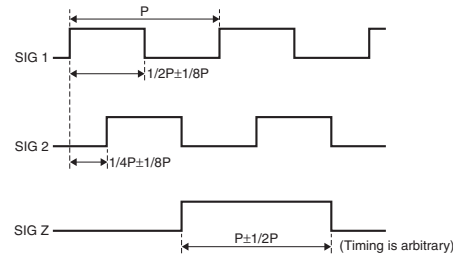 P
SIG 1
1/2P±1/8P
SIG 2
1/4P±1/8P
SIG Z
P±1/2P
(Timing is arbitrary)